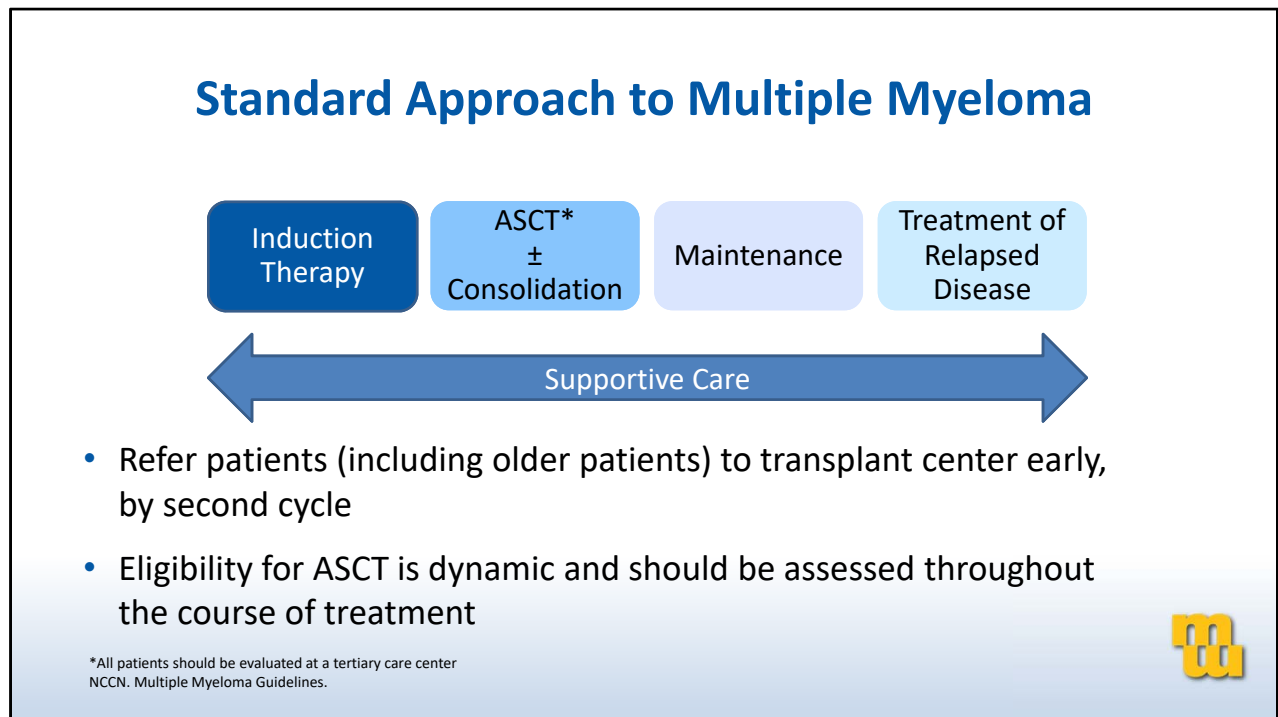 Standard Approach to Multiple Myeloma
Induction
Therapy
ASCT*
±
Consolidation
Maintenance
Treatment of
Relapsed
Disease
Supportive Care
• Refer patients (including older patients) to transplant center early,
by second cycle
• Eligibility for ASCT is dynamic and should be assessed throughout
the course of treatment
*All patients should be evaluated at a tertiary care center
NCCN. Multiple Myeloma Guidelines.